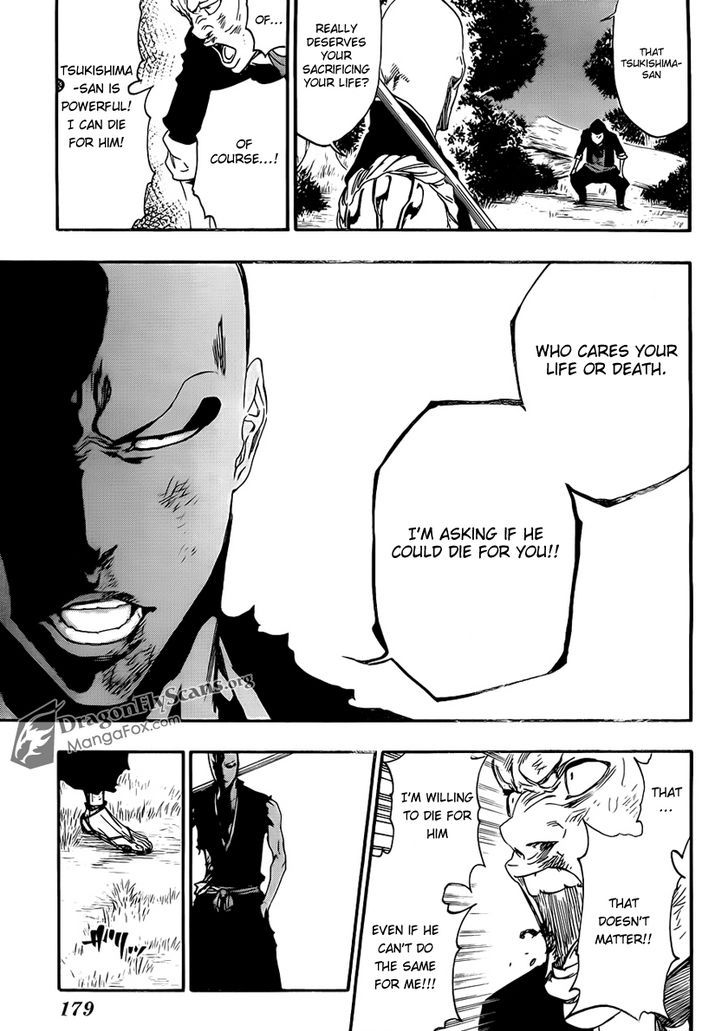 THAT
TSUKISHIMA-
SAN
REALLY
DESERVES
YOUR
SACRIFICING
YOUR LIFE?
OF...
OF
COURSE...!
TSUKISHIMA
-SAN IS
POWERFUL!
I CAN DIE
FOR HIM!
WHO CARES YOUR
LIFE OR DEATH.
I'M ASKING IF HE
COULD DIE FOR YOU!!
DragonFlyScans.org
MangaFox.com
THAT
...
THAT
DOESN'T
MATTER!!
I'M WILLING
TO DIE FOR
HIM
EVEN IF HE
CAN'T DO
THE SAME
FOR ME!!!
179